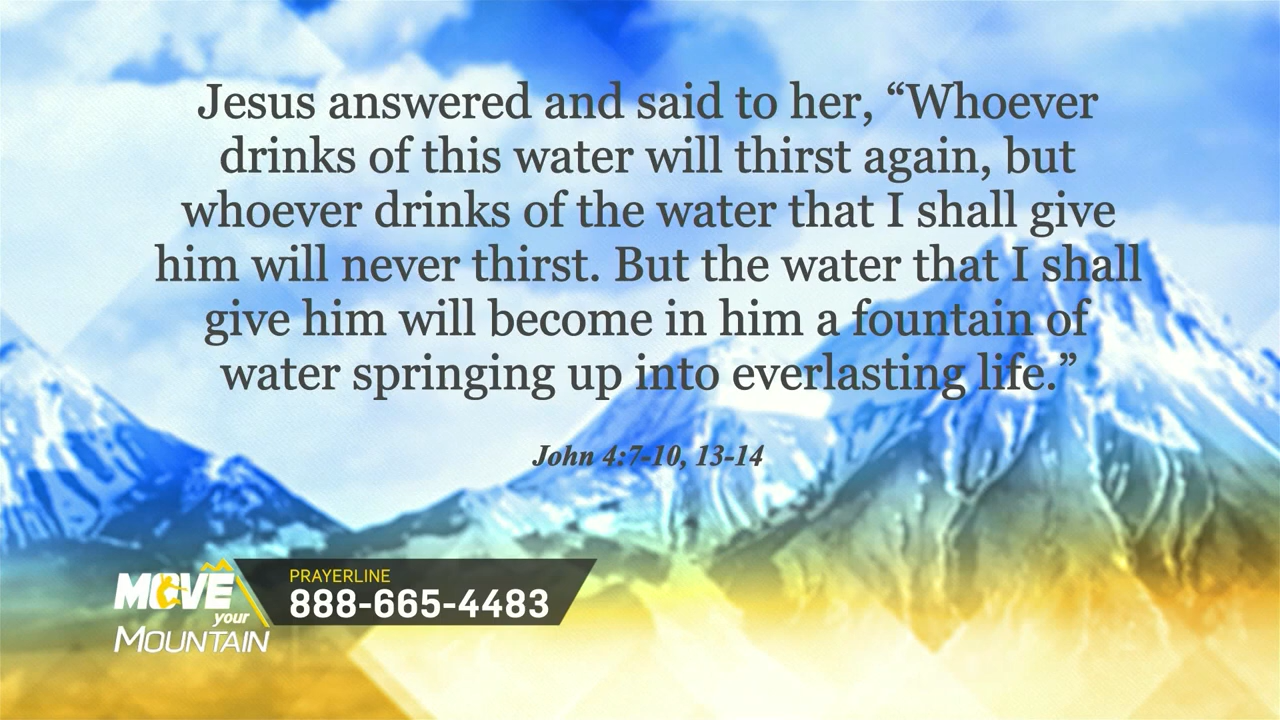 Jesus answered and said to her, “Whoever
drinks of this water will thirst again, but
whoever drinks of the water that I shall give
him will never thirst. But the water that I shall
give him will become in him a fountain of
water springing up into everlasting life.”
John 4:7-10, 13-14
MOVE
your
MOUNTAIN
PRAYERLINE
888-665-4483